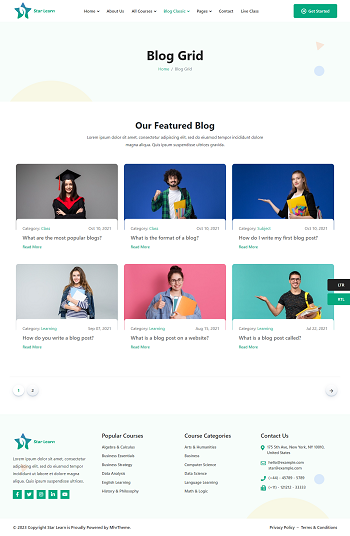 Star Learn
Home About Us All Courses Blog Classic Pages Contact Live Class
Get Started
Blog Grid
Home / Blog Grid
Our Featured Blog
Lorem ipsum dolor sit amet, consectetur adipiscing elit, sed do eiusmod tempor incididunt ut labore et dolore
magna aliqua. Quis ipsum suspendisse ultrices gravida.
Category: Class Oct 10, 2021
What are the most popular blogs?
Read More
Category: Class Oct 10, 2021
What is the format of a blog?
Read More
Category: Subject Oct 10, 2021
How do I write my first blog post?
Read More
LTR
RTL
Category: Learning Sep 07, 2021
How do you write a blog post?
Read More
Category: Learning Aug 15, 2021
What is a blog post on a website?
Read More
Category: Learning Jul 23, 2021
What is a blog post called?
Read More
1 2
Star Learn
Lorem ipsum dolor sit amet, consectetur
adipiscing elit, sed do eiusmod tempor
incididunt ut labore et dolore magna
aliqua. Quis ipsum suspendisse ultrices.
Popular Courses
Algebra & Calculus
Business Essentials
Business Strategy
Data Analysis
English Learning
History & Philosophy
Course Categories
Arts & Humanities
Business
Computer Science
Data Science
Language Learning
Math & Logic
Contact Us
175 5th Ave, New York, NY 10010,
United States
hello@example.com
star@example.com
(+44) - 45789 - 5789
© 2023 Copyright Star Learn is Proudly Powered by MhrTheme.
Privacy Policy - Terms & Conditions